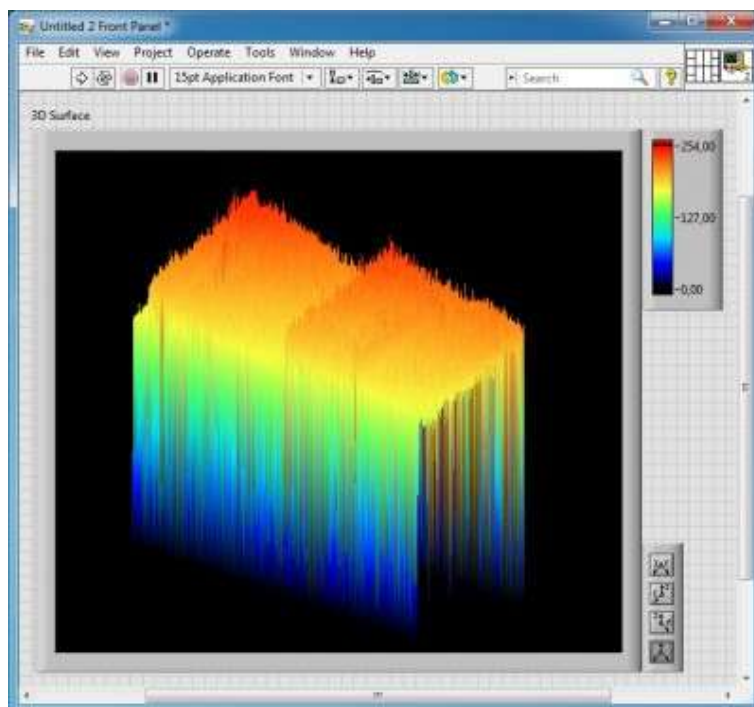 Untitled 2 Front Panel *
File Edit View Project Operate Tools Window Help
15pt Application Font
Search
2
3D Surface
254,00
127,00
0,00